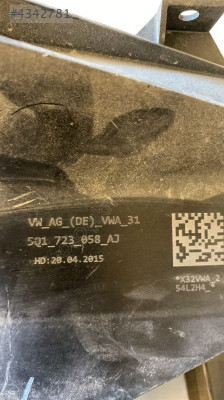 #4342781
VW_AG_(DE)_VWA_31
5Q1_723_058_AJ
HD:20.04.2015
*X32VWA_2
54L2H4_*